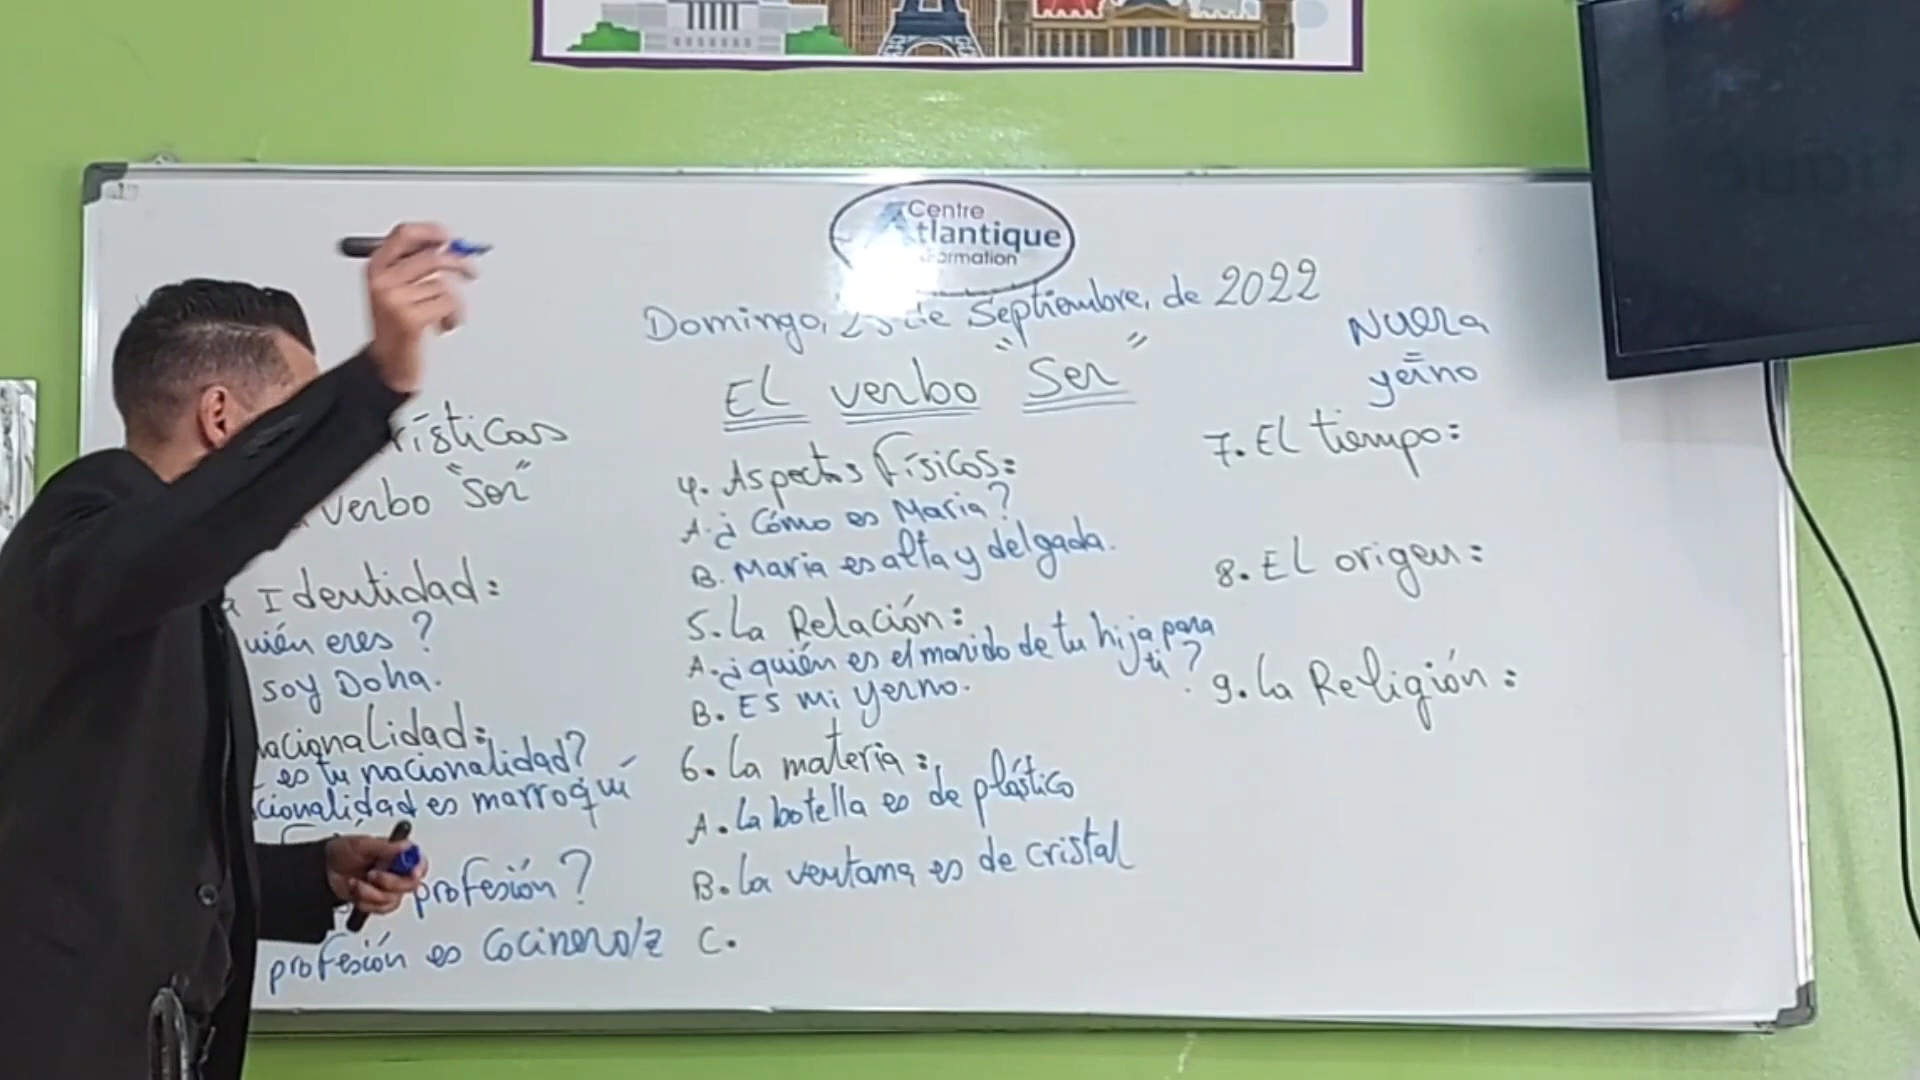 Centre
Atlantique
Formation
Domingo, de Septiembre, de 2022
El verbo "Ser"
Nuera
yerno
rísticas
verbo "Ser"
Identidad:
uién eres?
soy Doha.
nacionalidad:
es tu nacionalidad?
cionalidad es marroquí
profesión?
profesión es cocinero/a
4. Aspectos Físicos:
A. ¿Cómo es María?
B. María es alta y delgada.
5. La Relación:
A. ¿quién es el marido de tu hija para
ti?
B. Es mi yerno.
6. La materia:
A. La botella es de plástico
B. La ventana es de cristal
C.
7. El tiempo:
8. El origen:
9. La Religión: